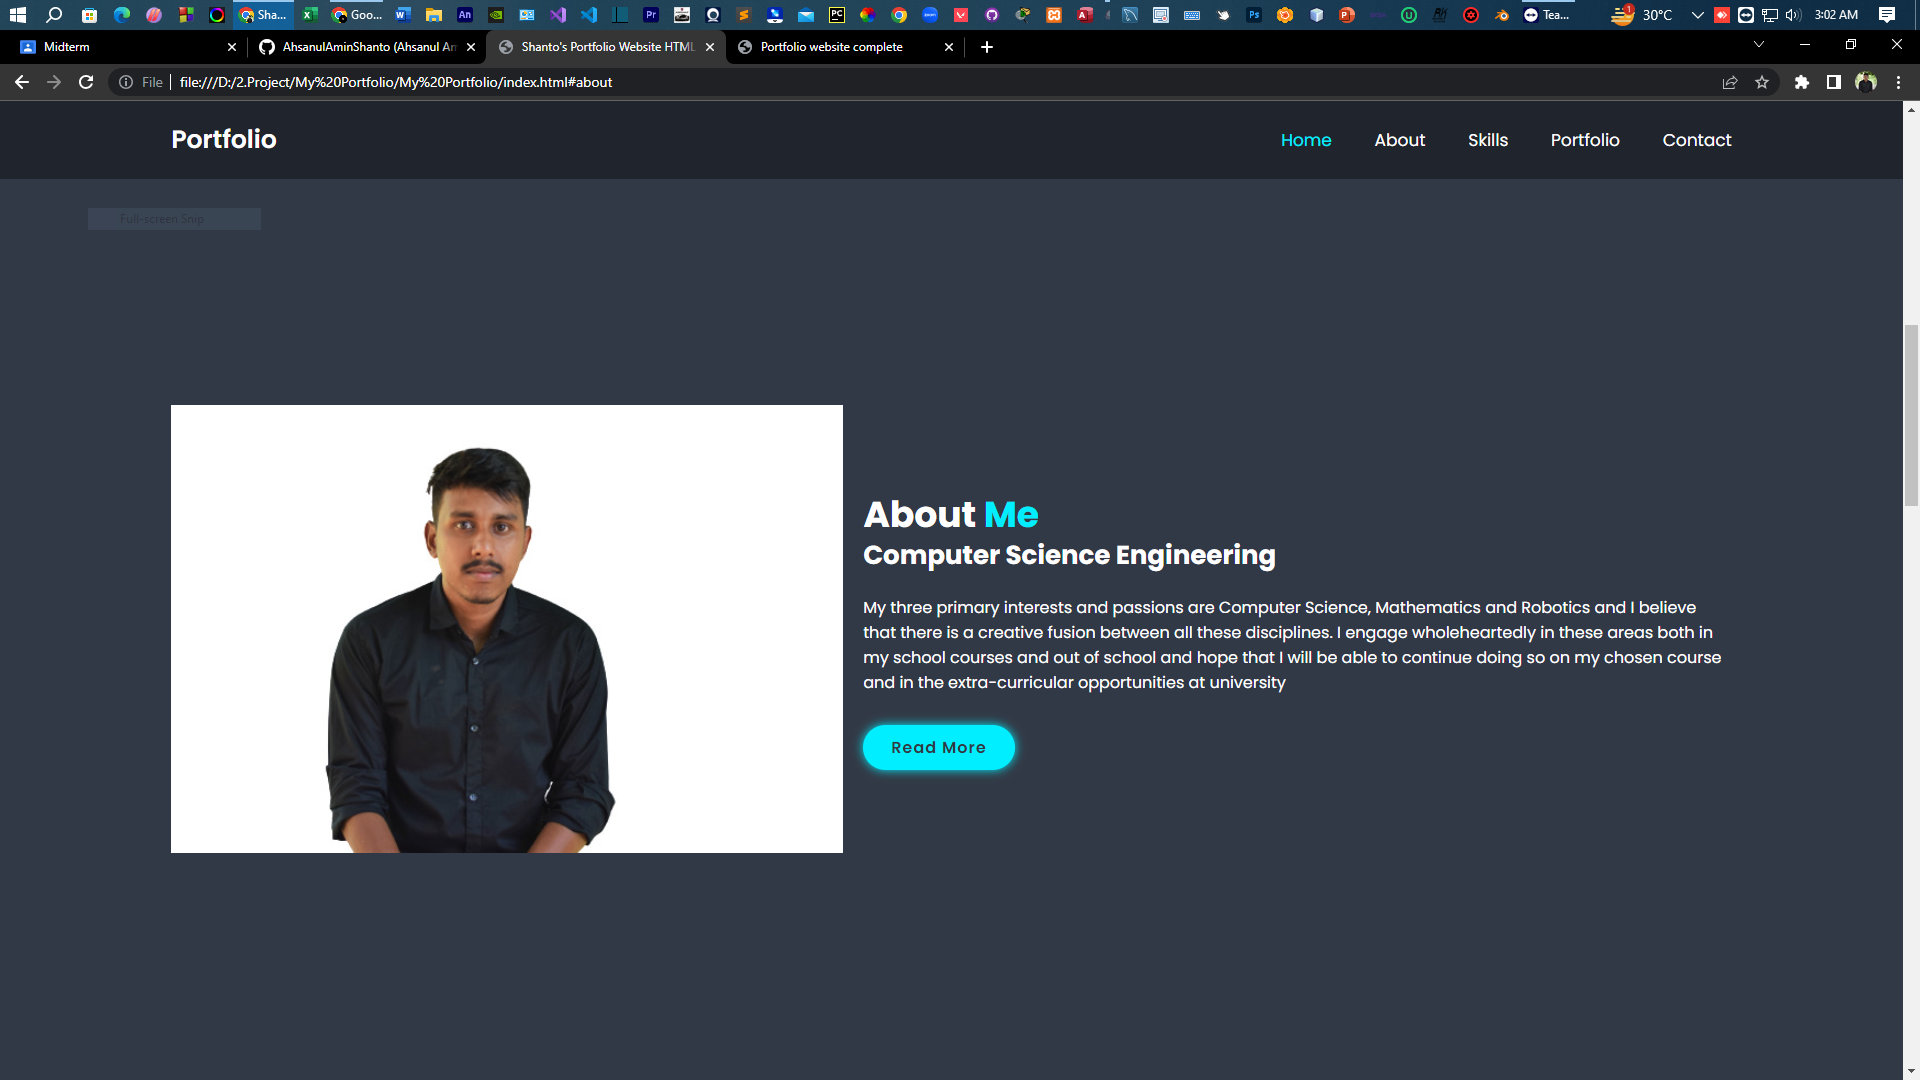 Sha...
Goo...
Tea...
30°C
3:02 AM
Midterm
AhsanulAminShanto (Ahsanul Am
Shanto's Portfolio Website HTML
Portfolio website complete
File
file:///D:/2.Project/My%20Portfolio/My%20Portfolio/index.html#about
Portfolio
Home
About
Skills
Portfolio
Contact
Full-screen Snip
About Me
Computer Science Engineering
My three primary interests and passions are Computer Science, Mathematics and Robotics and I believe
that there is a creative fusion between all these disciplines. I engage wholeheartedly in these areas both in
my school courses and out of school and hope that I will be able to continue doing so on my chosen course
and in the extra-curricular opportunities at university
Read More